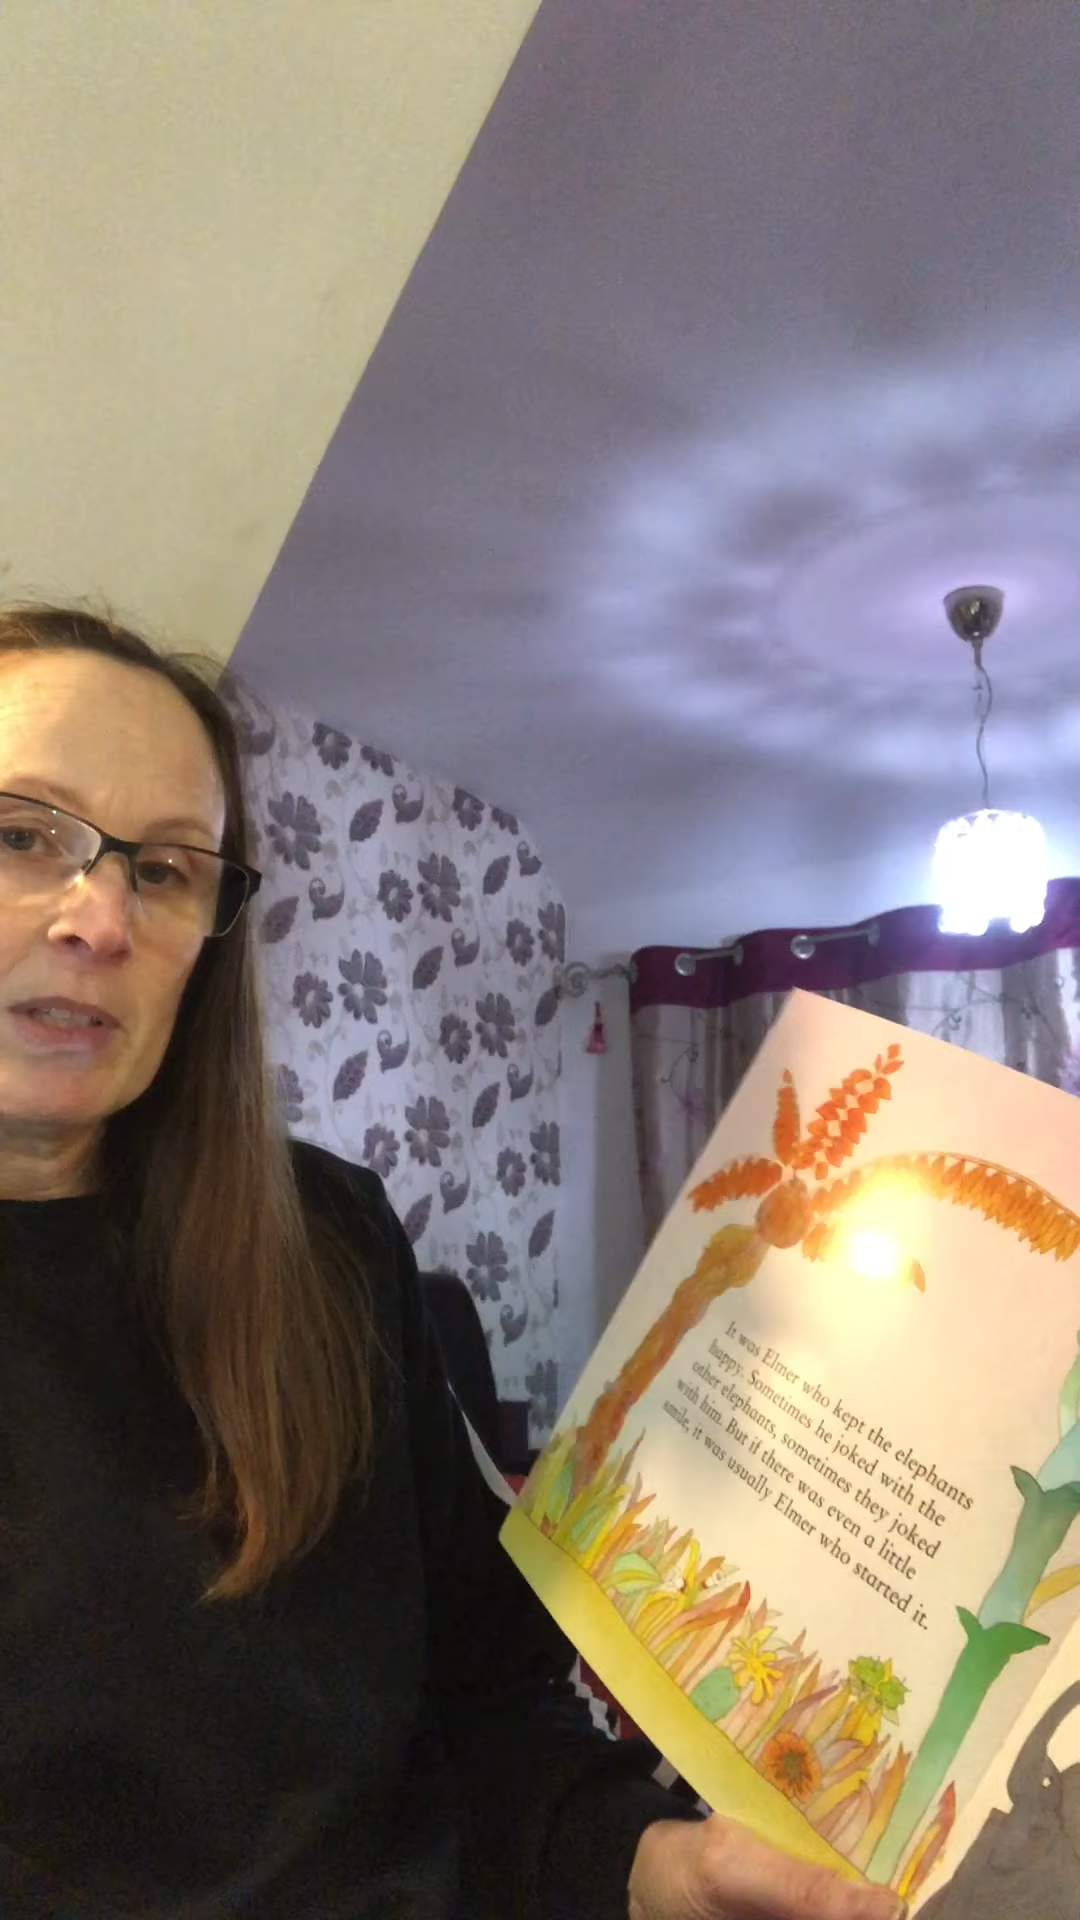 It was Elmer who kept the elephants
happy. Sometimes he joked with the
other elephants, sometimes they joked
with him. But if there was even a little
smile, it was usually Elmer who started it.